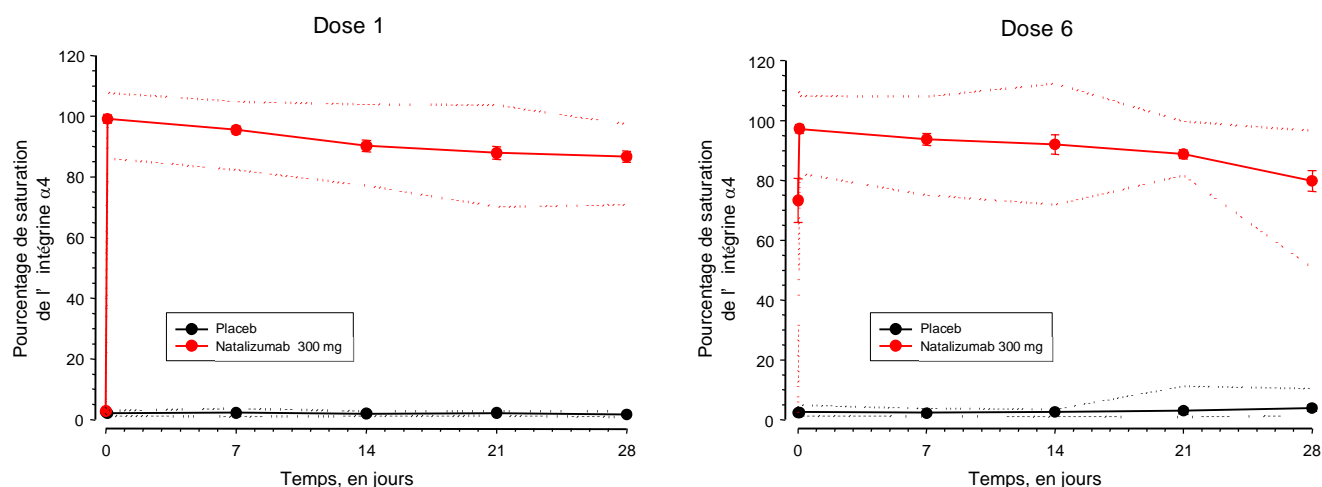 Dose 1
120
100
80
60
40
20
0
Pourcentage de saturation
de l' intégrine α4
Placeb
Natalizumab 300 mg
0 7 14 21 28
Temps, en jours
Dose 6
120
100
80
60
40
20
0
Pourcentage de saturation
de l' intégrine α4
Placeb
Natalizumab 300 mg
0 7 14 21 28
Temps, en jours